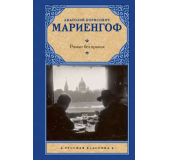 АНАТОЛИЙ БОРИСОВИЧ
МАРИЕНГОФ
Роман без вранья
РУССКАЯ КЛАССИКА